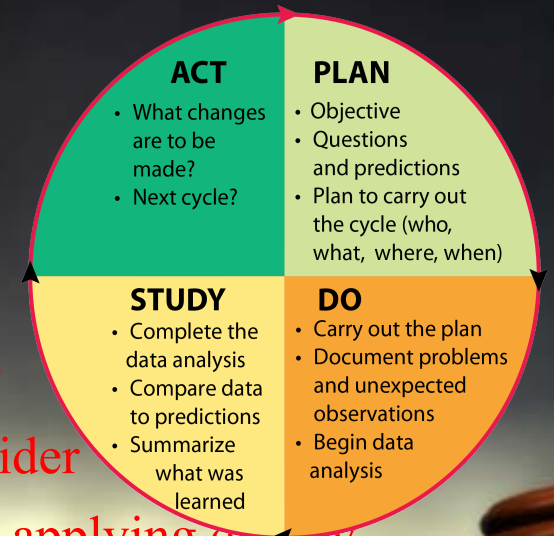 ACT
• What changes
are to be
made?
• Next cycle?
PLAN
• Objective
• Questions
and predictions
• Plan to carry out
the cycle (who,
what, where, when)
STUDY
• Complete the
data analysis
• Compare data
to predictions
• Summarize
what was
learned
DO
• Carry out the plan
• Document problems
and unexpected
observations
• Begin data
analysis
ider
applying